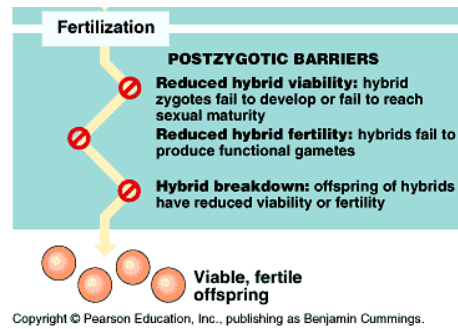 Fertilization
POSTZYGOTIC BARRIERS
Reduced hybrid viability: hybrid
zygotes fail to develop or fail to reach
sexual maturity
Reduced hybrid fertility: hybrids fail to
produce functional gametes
Hybrid breakdown: offspring of hybrids
have reduced viability or fertility
Viable, fertile
offspring
Copyright © Pearson Education, Inc., publishing as Benjamin Cummings.